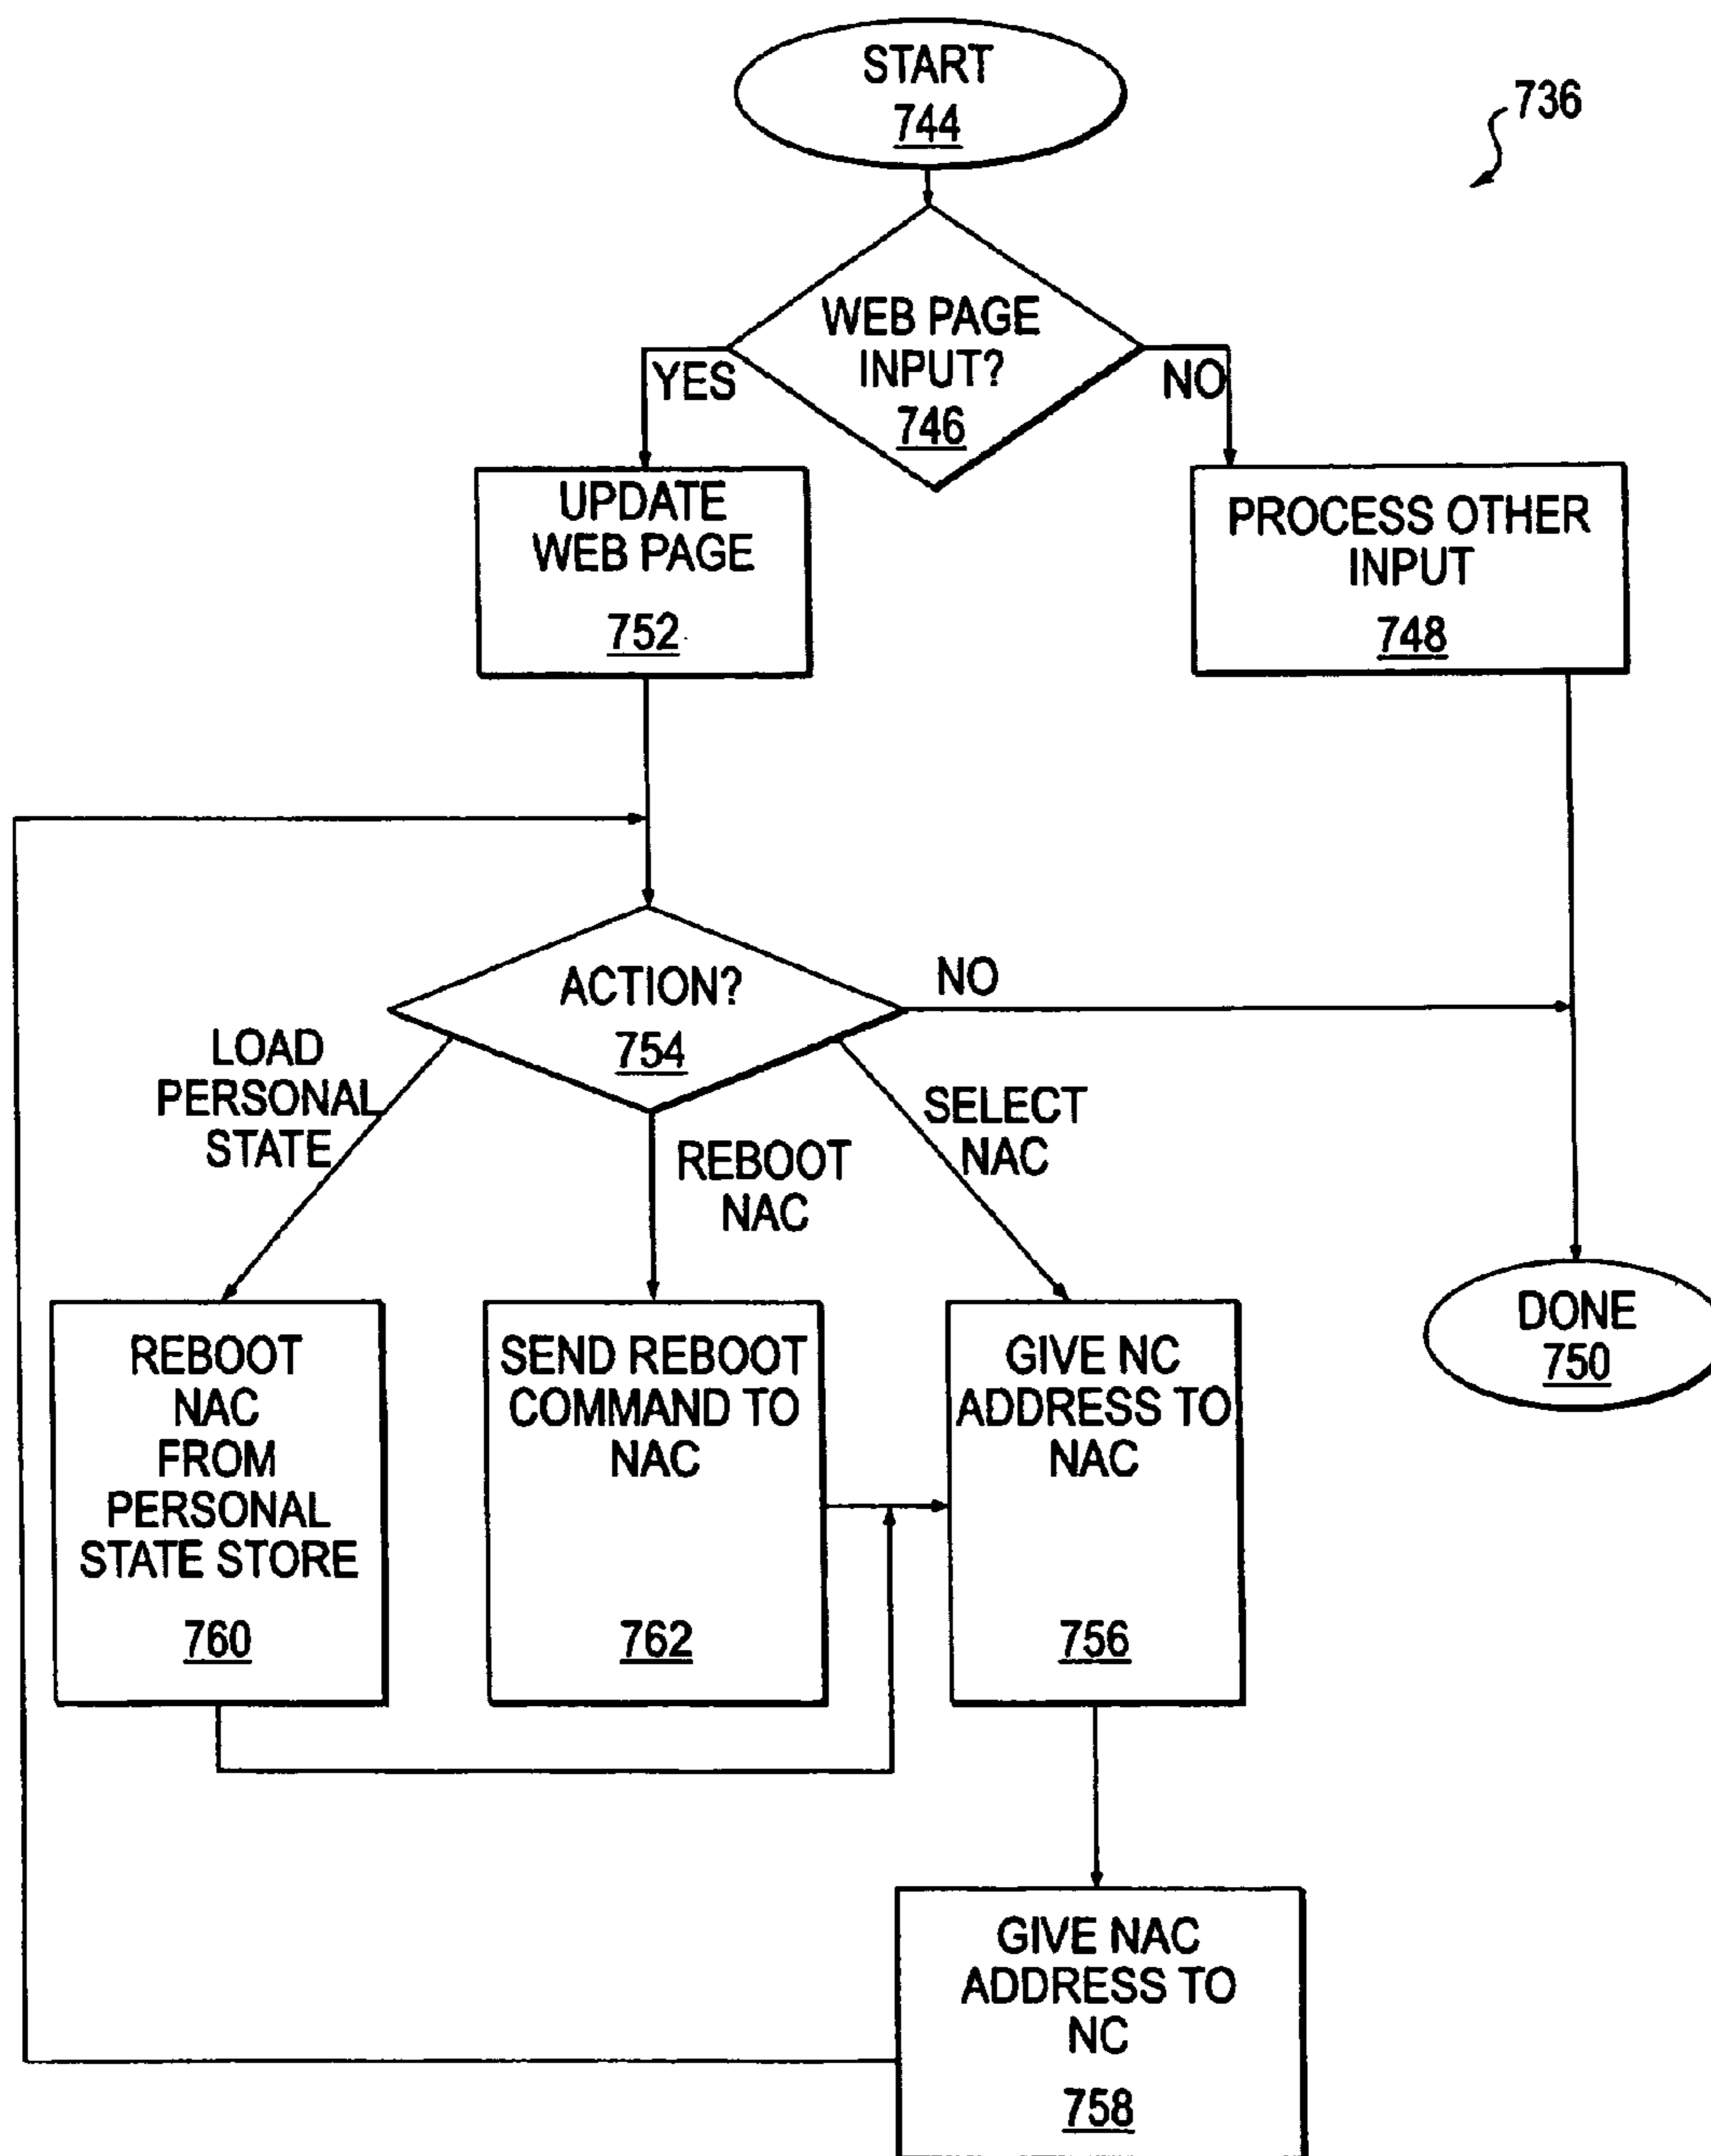 START
744
736
WEB PAGE
INPUT?
746
YES
NO
UPDATE
WEB PAGE
752
PROCESS OTHER
INPUT
748
ACTION?
754
NO
LOAD
PERSONAL
STATE
REBOOT
NAC
SELECT
NAC
REBOOT
NAC
FROM
PERSONAL
STATE STORE
760
SEND REBOOT
COMMAND TO
NAC
762
GIVE NC
ADDRESS TO
NAC
756
DONE
750
GIVE NAC
ADDRESS TO
NC
758